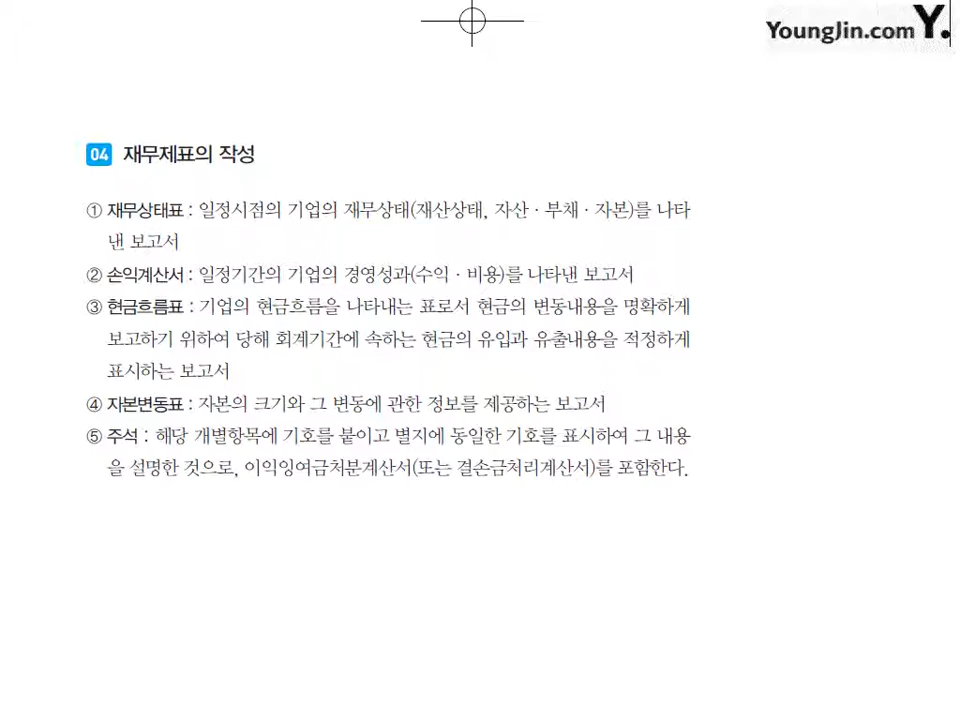 YoungJin.com Y.
04 재무제표의 작성
① 재무상태표 : 일정시점의 기업의 재무상태(재산상태, 자산 · 부채 · 자본)를 나타
낸 보고서
② 손익계산서 : 일정기간의 기업의 경영성과(수익 · 비용)를 나타낸 보고서
③ 현금흐름표 : 기업의 현금흐름을 나타내는 표로서 현금의 변동내용을 명확하게
보고하기 위하여 당해 회계기간에 속하는 현금의 유입과 유출내용을 적정하게
표시하는 보고서
④ 자본변동표 : 자본의 크기와 그 변동에 관한 정보를 제공하는 보고서
⑤ 주석 : 해당 개별항목에 기호를 붙이고 별지에 동일한 기호를 표시하여 그 내용
을 설명한 것으로, 이익잉여금처분계산서(또는 결손금처리계산서)를 포함한다.